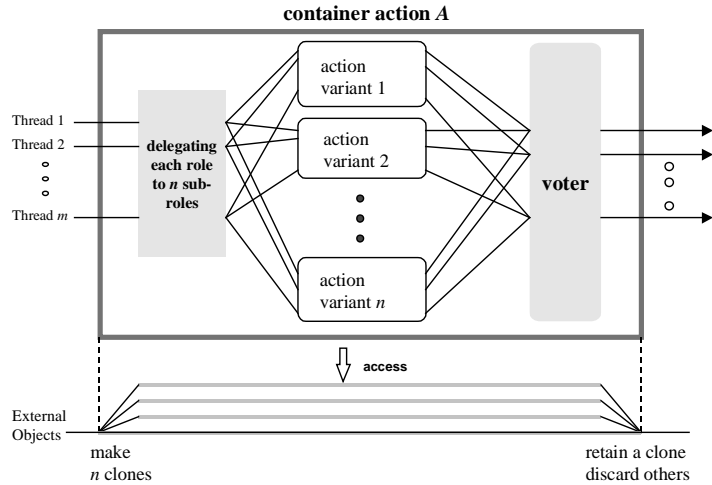 container action A
action
variant 1
Thread 1
Thread 2
Thread m
delegating
each role
to n sub-
roles
action
variant 2
voter
action
variant n
access
External
Objects
make
n clones
retain a clone
discard others